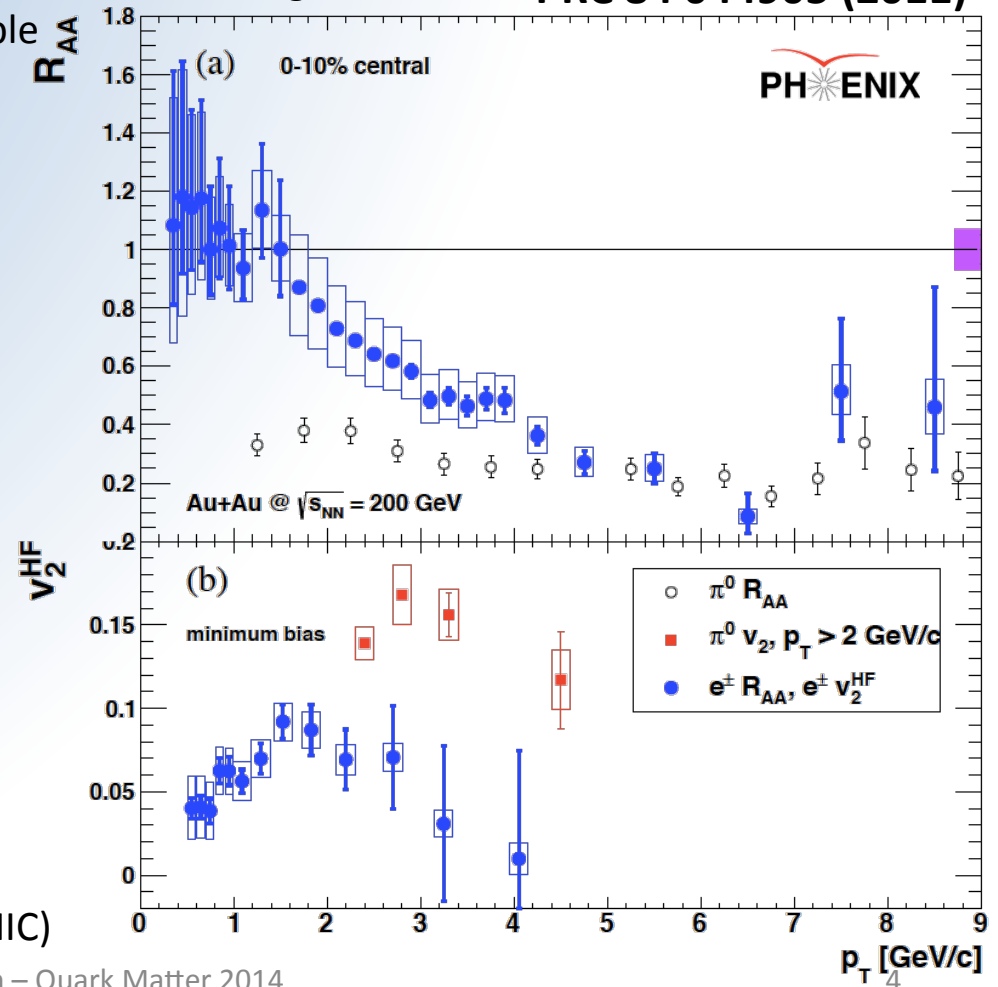 ble
R_AA
1.8
1.6
1.4
1.2
1
0.8
0.6
0.4
0.2
(a) 0-10% central
PHENIX
Au+Au @ √s_NN = 200 GeV
v_2^HF
0.2
0.15
0.1
0.05
0
(b)
minimum bias
π⁰ R_AA
π⁰ v_2, p_T > 2 GeV/c
e± R_AA, e± v_2^HF
0 1 2 3 4 5 6 7 8 9
p_T [GeV/c]
HIC)
– Quark Matter 2014
4